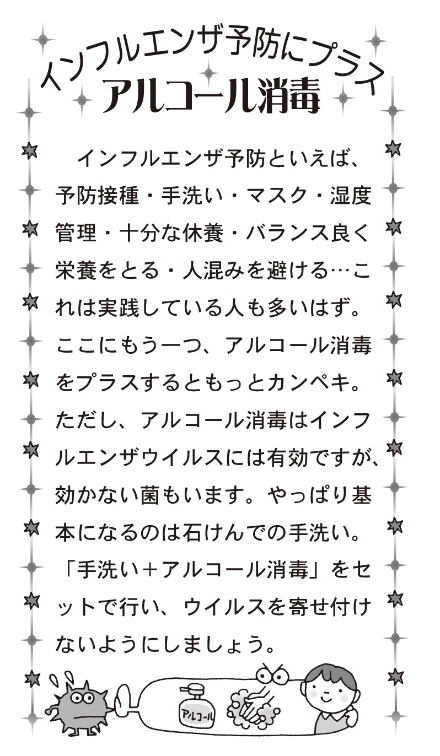 インフルエンザ予防にプラス
アルコール消毒
インフルエンザ予防といえば、
予防接種・手洗い・マスク・湿度
管理・十分な休養・バランス良く
栄養をとる・人混みを避ける…こ
れは実践している人も多いはず。
ここにもう一つ、アルコール消毒
をプラスするともっとカンペキ。
ただし、アルコール消毒はインフ
ルエンザウイルスには有効ですが、
効かない菌もいます。やっぱり基
本になるのは石けんでの手洗い。
「手洗い＋アルコール消毒」をセ
ットで行い、ウイルスを寄せ付け
ないようにしましょう。
アルコール